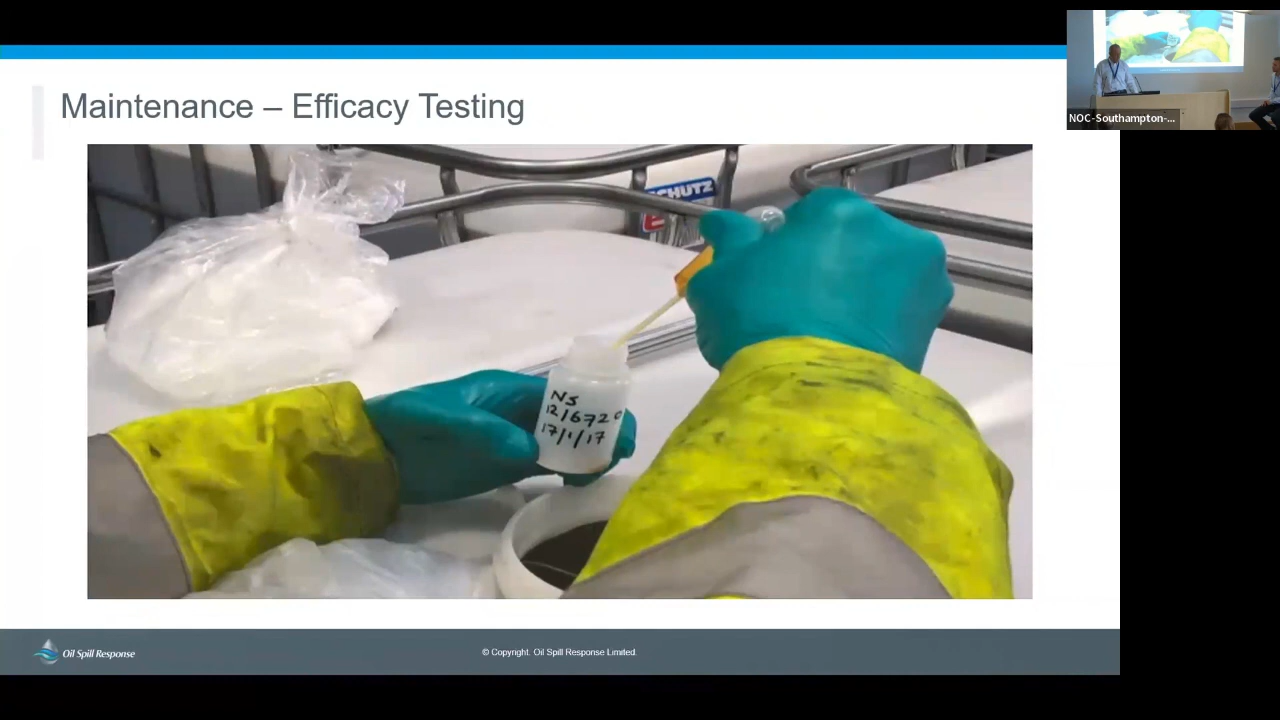 Maintenance – Efficacy Testing
NOC-Southampton-...
CHUTZ
NS
12/6720
17/1/17
Oil Spill Response
© Copyright. Oil Spill Response Limited.